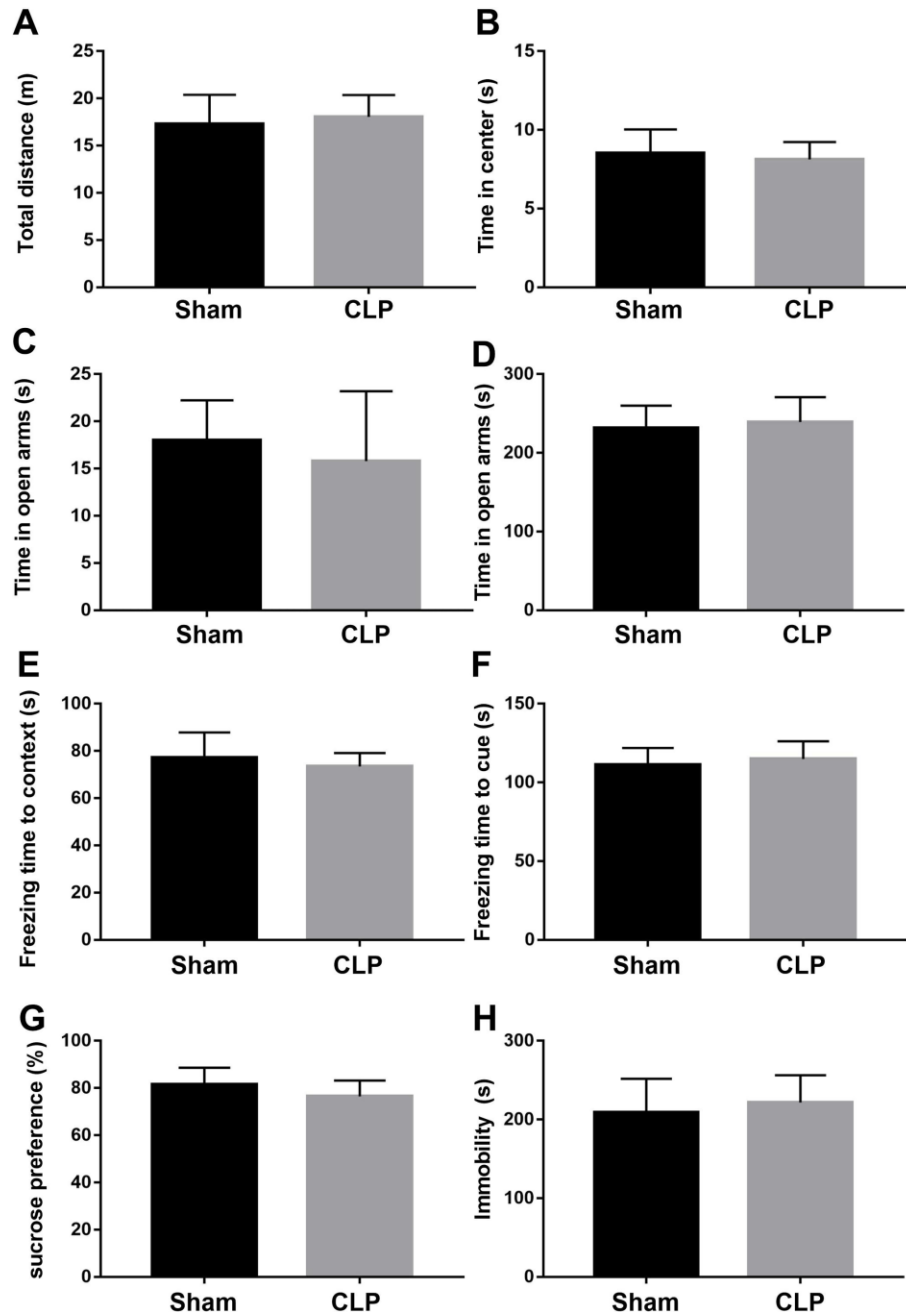 A
Total distance (m)
25
20
15
10
5
0
Sham CLP
B
Time in center (s)
15
10
5
0
Sham CLP
C
Time in open arms (s)
25
20
15
10
5
0
Sham CLP
D
Time in open arms (s)
300
200
100
0
Sham CLP
E
Freezing time to context (s)
100
80
60
40
20
0
Sham CLP
F
Freezing time to cue (s)
150
100
50
0
Sham CLP
G
sucrose preference (%)
100
80
60
40
20
0
Sham CLP
H
Immobility (s)
300
200
100
0
Sham CLP